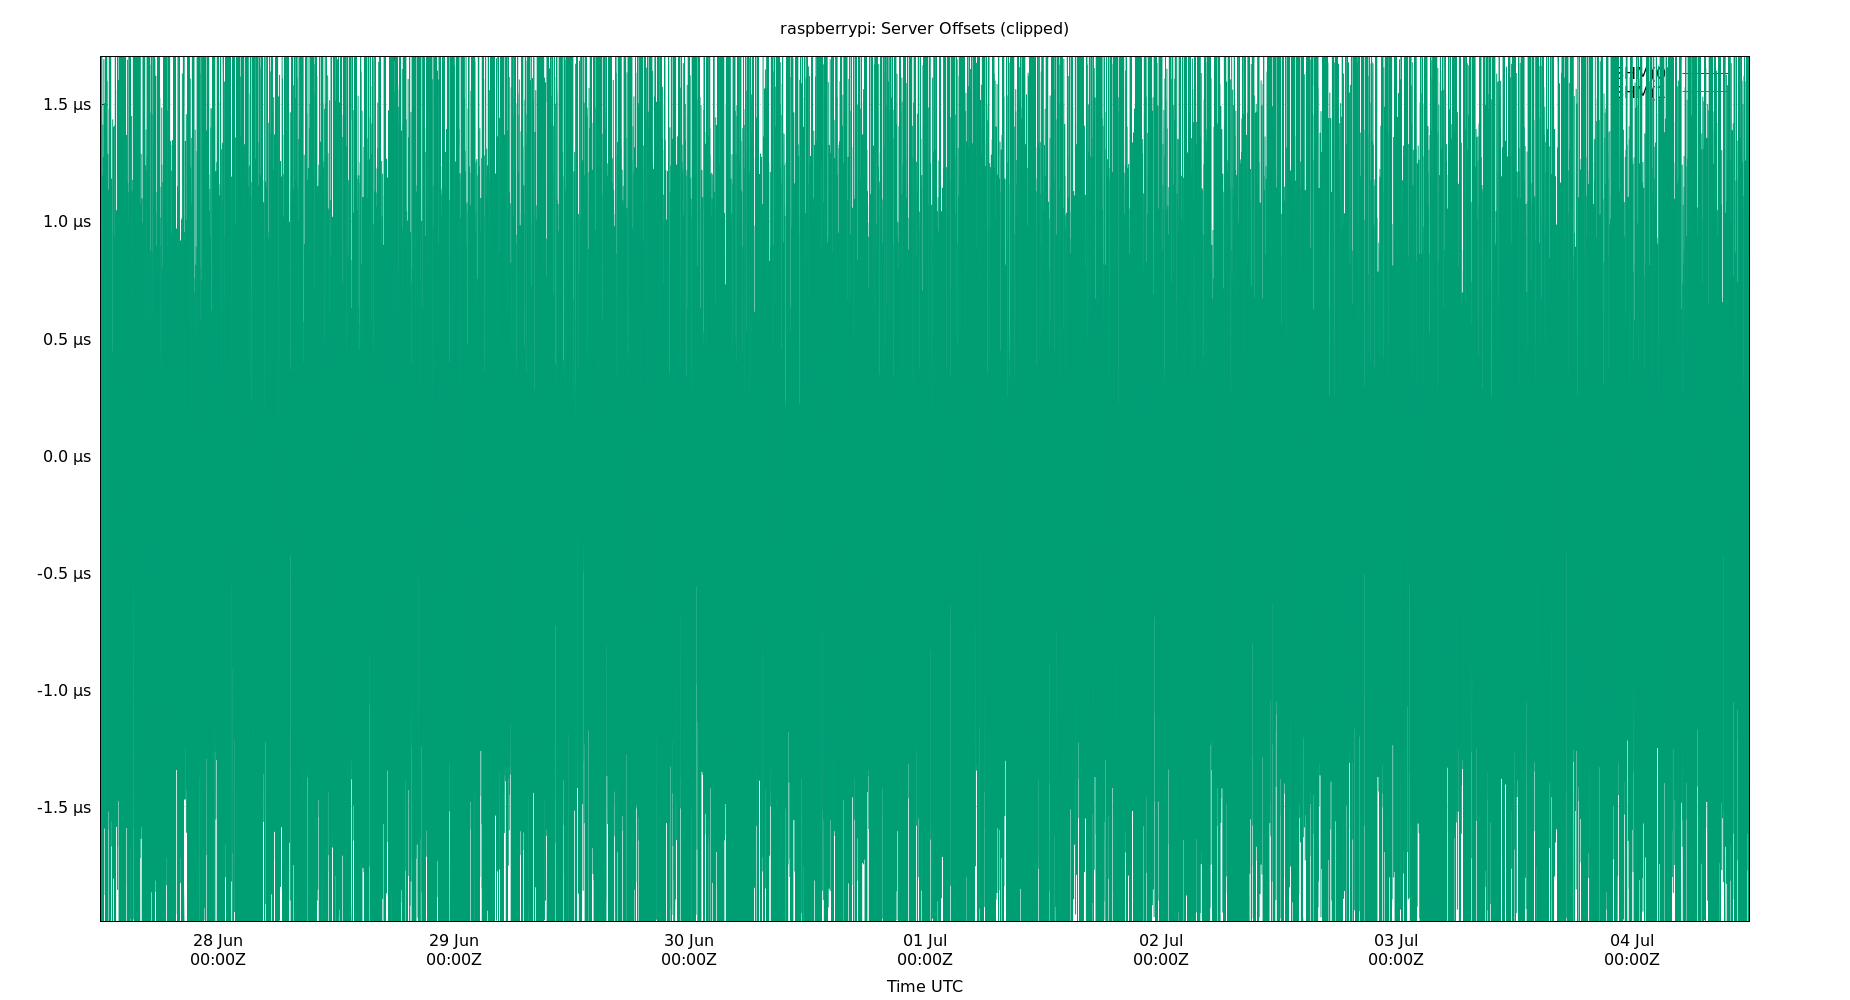 raspberrypi: Server Offsets (clipped)
1.5 µs
1.0 µs
0.5 µs
0.0 µs
-0.5 µs
-1.0 µs
-1.5 µs
28 Jun
00:00Z
29 Jun
00:00Z
30 Jun
00:00Z
01 Jul
00:00Z
02 Jul
00:00Z
03 Jul
00:00Z
04 Jul
00:00Z
Time UTC